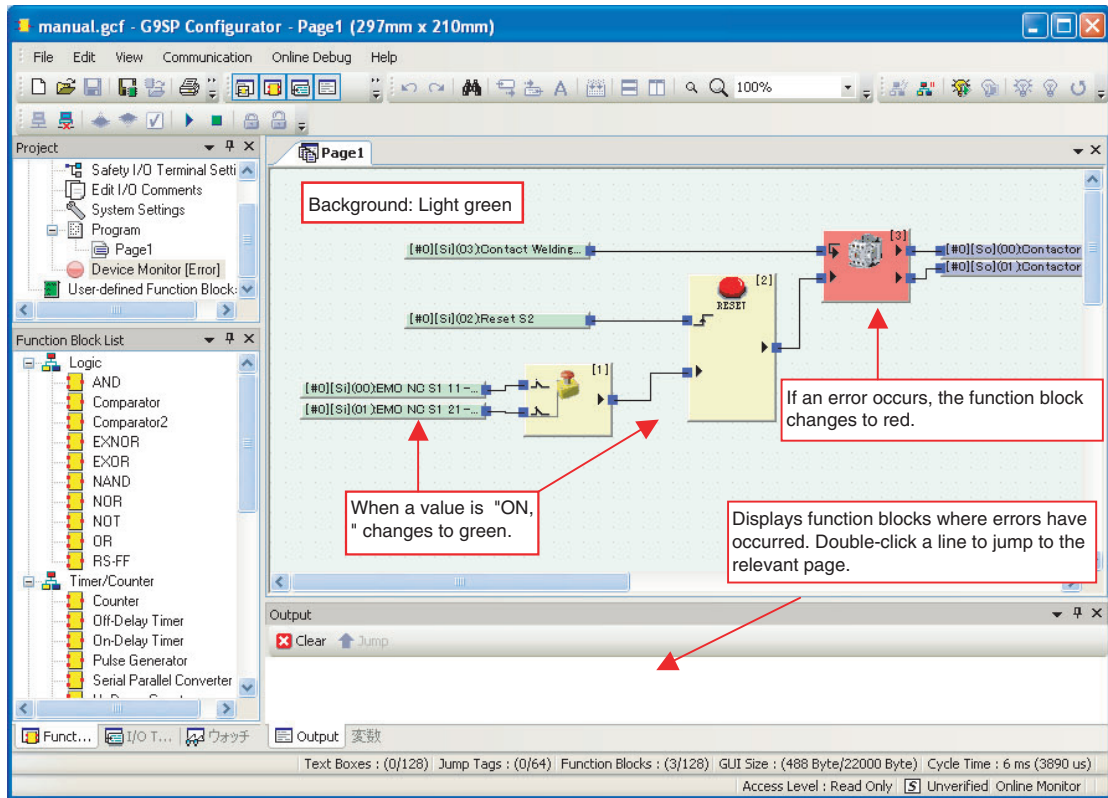 manual.gcf - G9SP Configurator - Page1 (297mm x 210mm)
File Edit View Communication Online Debug Help
100%
Project
Safety I/O Terminal Setti
Edit I/O Comments
System Settings
Program
Page1
Device Monitor [Error]
User-defined Function Block
Function Block List
Logic
AND
Comparator
Comparator2
EXNOR
EXOR
NAND
NOR
NOT
OR
RS-FF
Timer/Counter
Counter
Off-Delay Timer
On-Delay Timer
Pulse Generator
Serial Parallel Converter
Funct... I/O T... ウォッチ
Page1
Background: Light green
[#0][Si](03):Contact Welding...
[3]
[#0][So](00):Contactor
[#0][So](01):Contactor
[2]
RESET
[#0][Si](02):Reset S2
[1]
[#0][Si](00):EMO NC S1 11-...
[#0][Si](01):EMO NC S1 21-...
If an error occurs, the function block
changes to red.
When a value is "ON,
" changes to green.
Displays function blocks where errors have
occurred. Double-click a line to jump to the
relevant page.
Output
Clear Jump
Output 変数
Text Boxes : (0/128) Jump Tags : (0/64) Function Blocks : (3/128) GUI Size : (488 Byte/22000 Byte) Cycle Time : 6 ms (3890 us)
Access Level : Read Only S Unverified Online Monitor